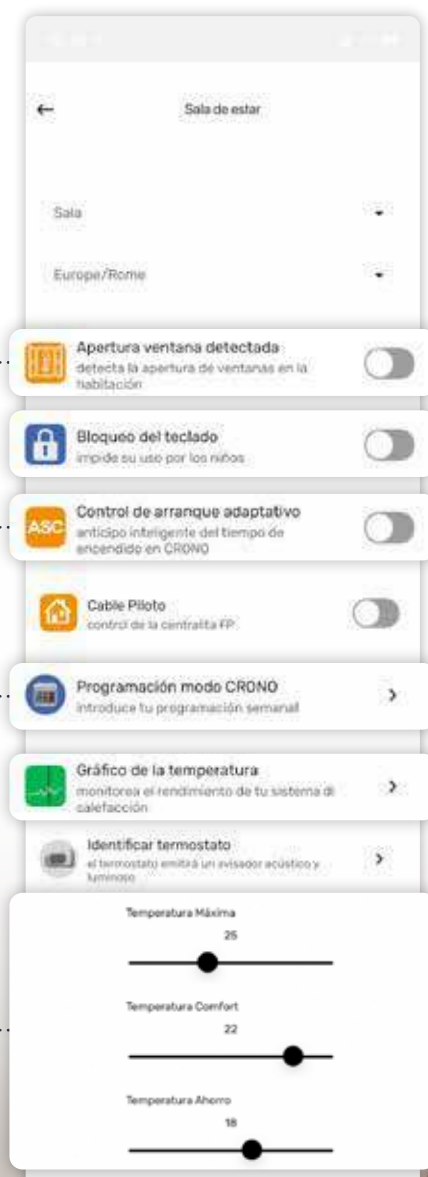 Sala de estar
Sala
Europe/Rome
Apertura ventana detectada
detecta la apertura de ventanas en la
habitación
Bloqueo del teclado
impide su uso por los niños
ASC
Control de arranque adaptativo
anticipo inteligente del tiempo de
encendido en CRONO
Cable Piloto
control de la centralita FP
Programación modo CRONO
introduce tu programación semanal
Gráfico de la temperatura
monitorea el rendimiento de tu sistema di
calefacción
Identificar termostato
el termostato emitirá un avisador acústico y
luminoso
Temperatura Máxima
25
Temperatura Comfort
22
Temperatura Ahorro
18